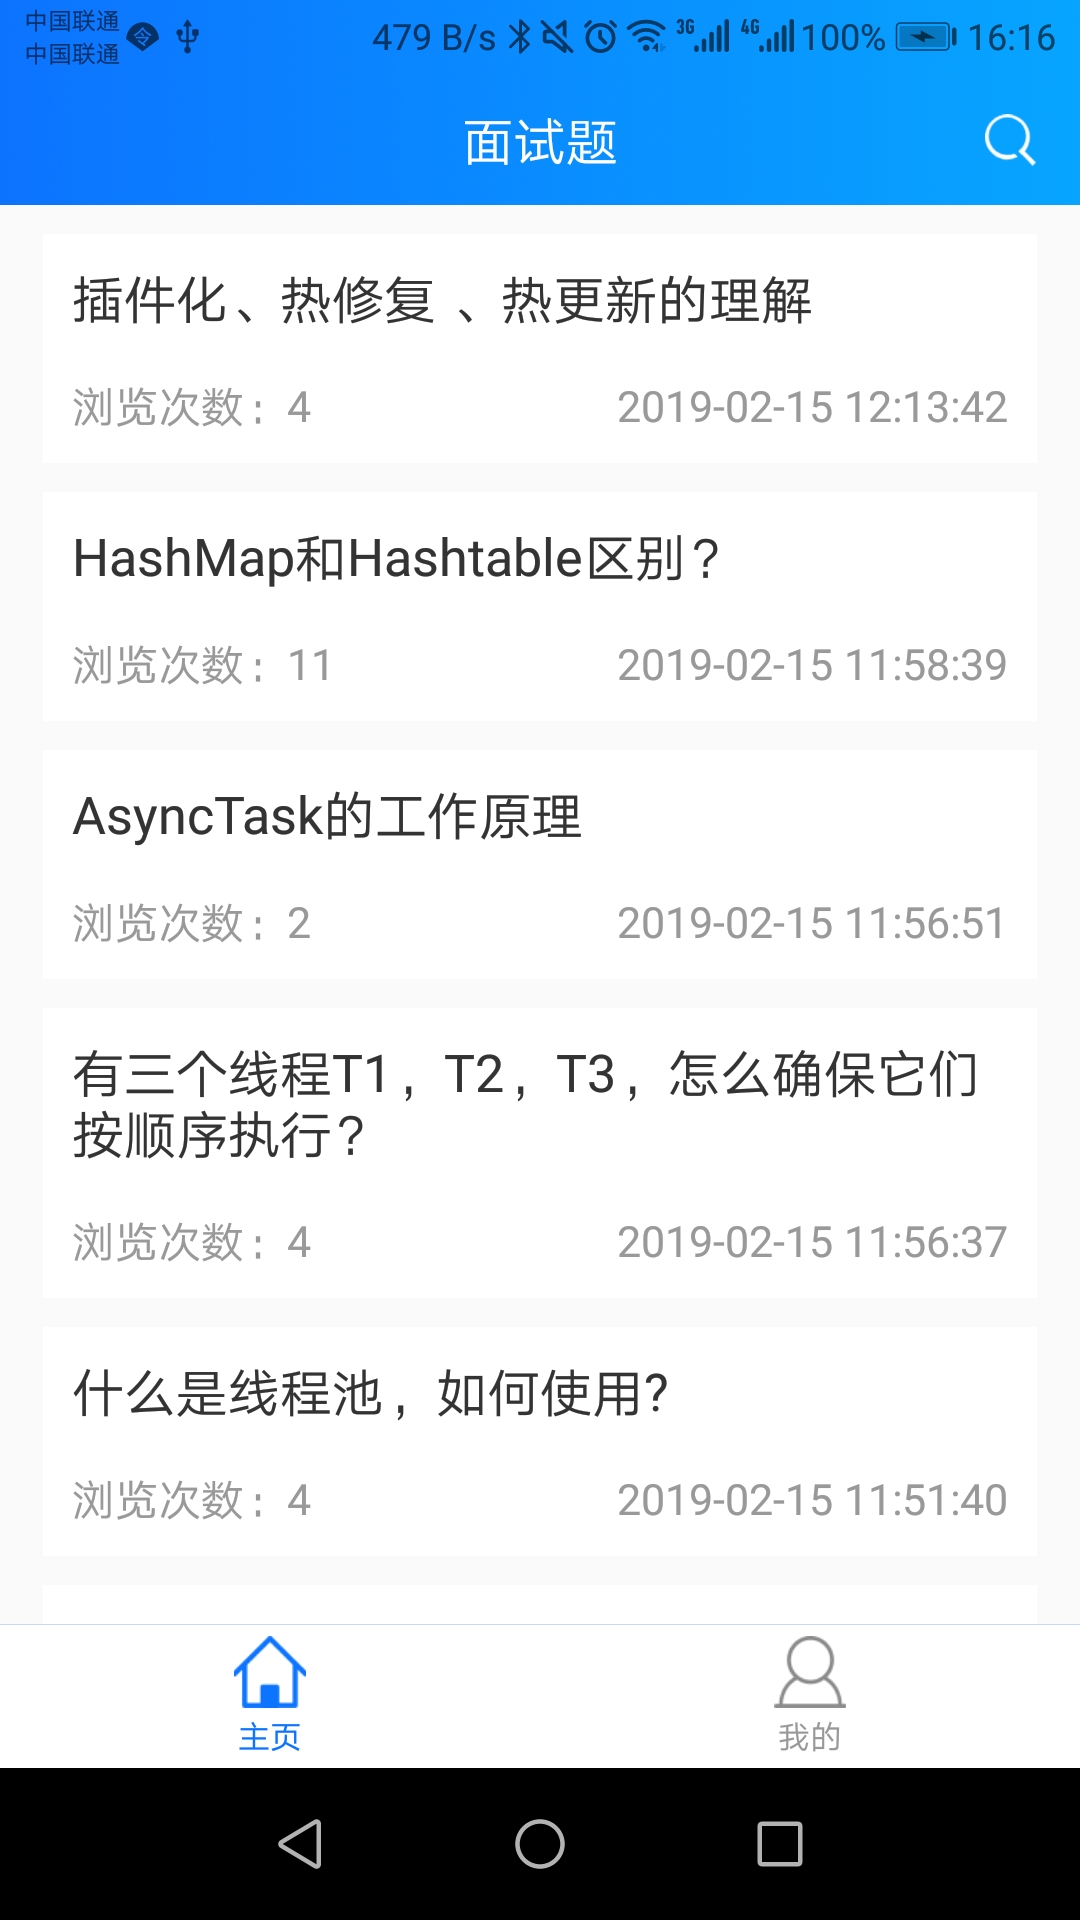 中国联通
中国联通
479 B/s 3G 4G 100% 16:16
面试题
插件化、热修复 、热更新的理解
浏览次数：4 2019-02-15 12:13:42
HashMap和Hashtable区别？
浏览次数：11 2019-02-15 11:58:39
AsyncTask的工作原理
浏览次数：2 2019-02-15 11:56:51
有三个线程T1，T2，T3，怎么确保它们
按顺序执行？
浏览次数：4 2019-02-15 11:56:37
什么是线程池，如何使用?
浏览次数：4 2019-02-15 11:51:40
主页 我的